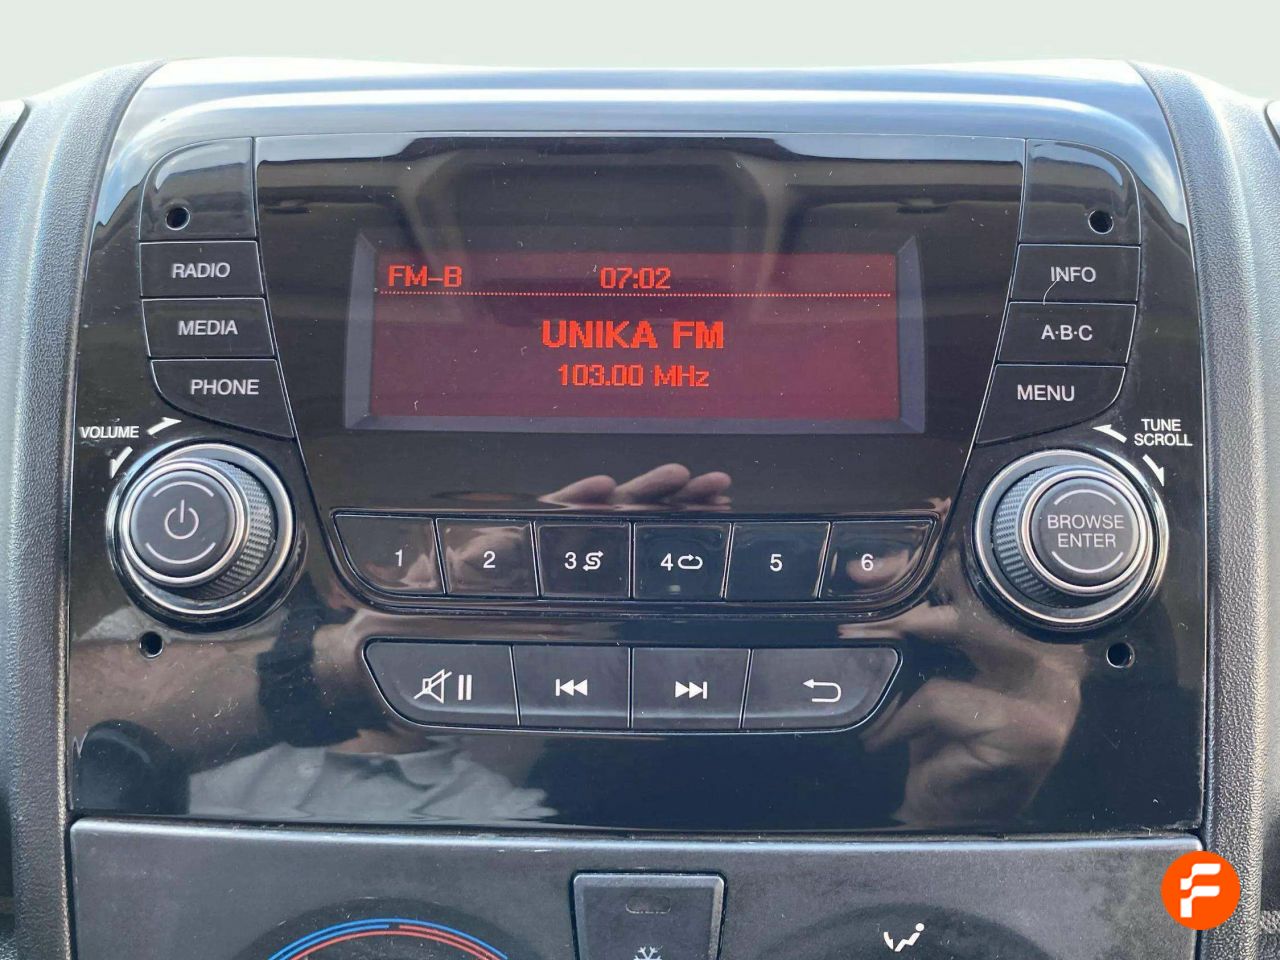 RADIO
MEDIA
PHONE
VOLUME
FM-B 07:02
UNIKA FM
103.00 MHz
INFO
A·B·C
MENU
TUNE
SCROLL
BROWSE
ENTER
1 2 3 4 5 6
F